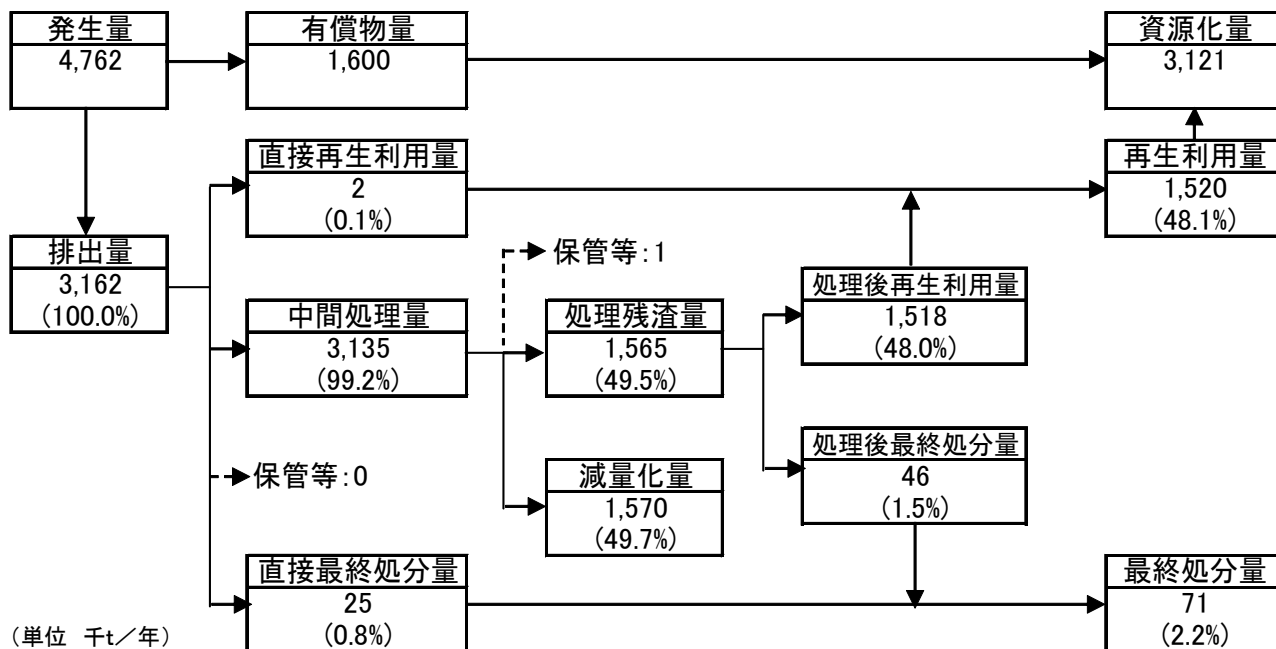 発生量
4,762
有償物量
1,600
資源化量
3,121
直接再生利用量
2
(0.1%)
再生利用量
1,520
(48.1%)
排出量
3,162
(100.0%)
保管等:1
中間処理量
3,135
(99.2%)
処理残渣量
1,565
(49.5%)
処理後再生利用量
1,518
(48.0%)
保管等:0
減量化量
1,570
(49.7%)
処理後最終処分量
46
(1.5%)
直接最終処分量
25
(0.8%)
最終処分量
71
(2.2%)
(単位 千t/年)